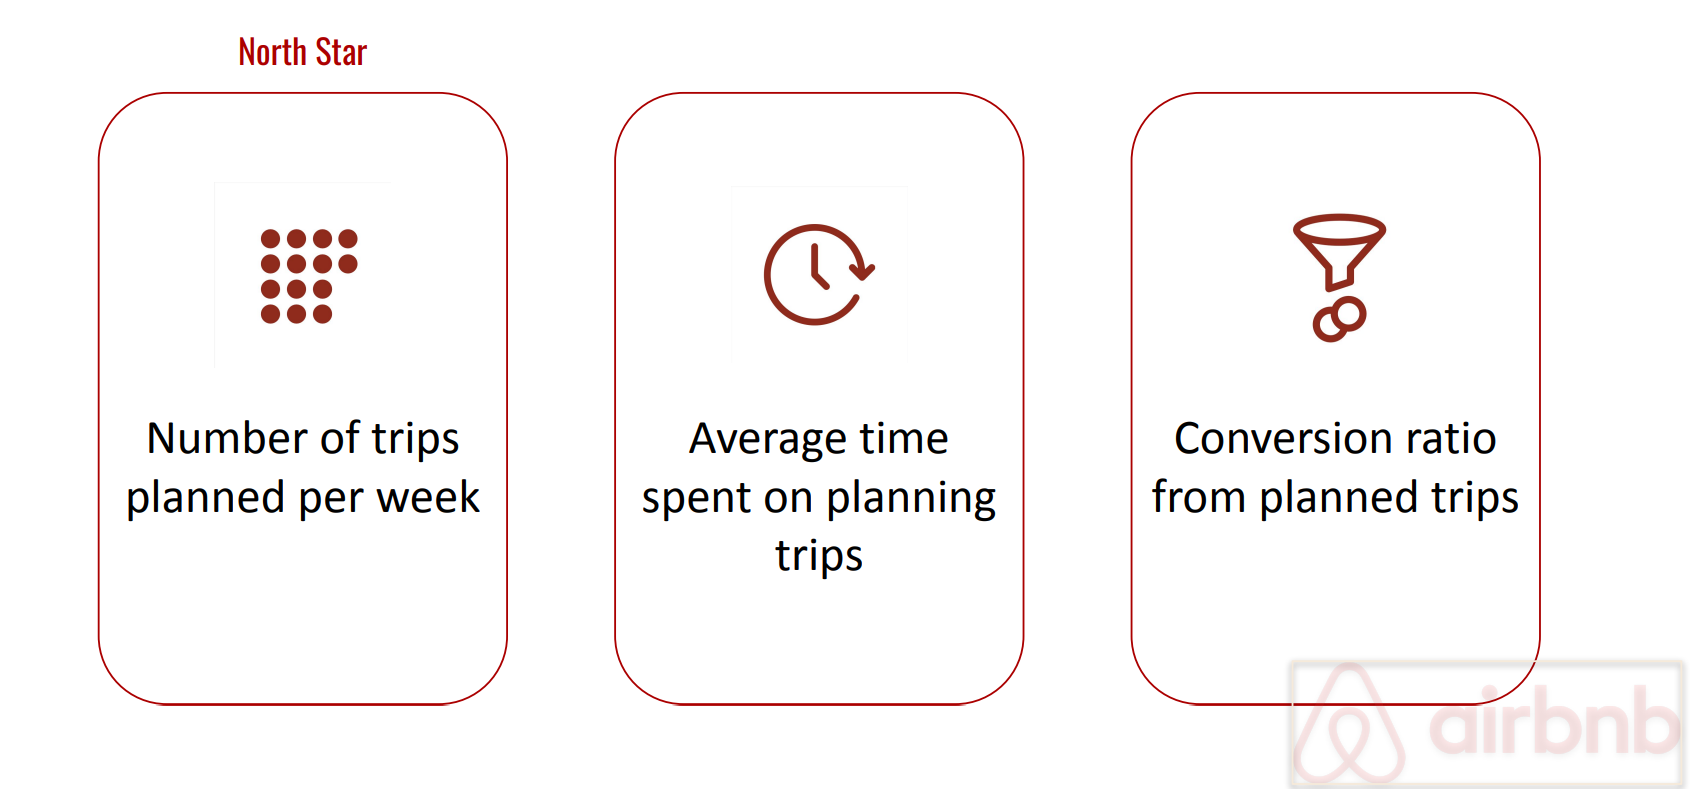 North Star
Number of trips
planned per week
Average time
spent on planning
trips
Conversion ratio
from planned trips
airbnb